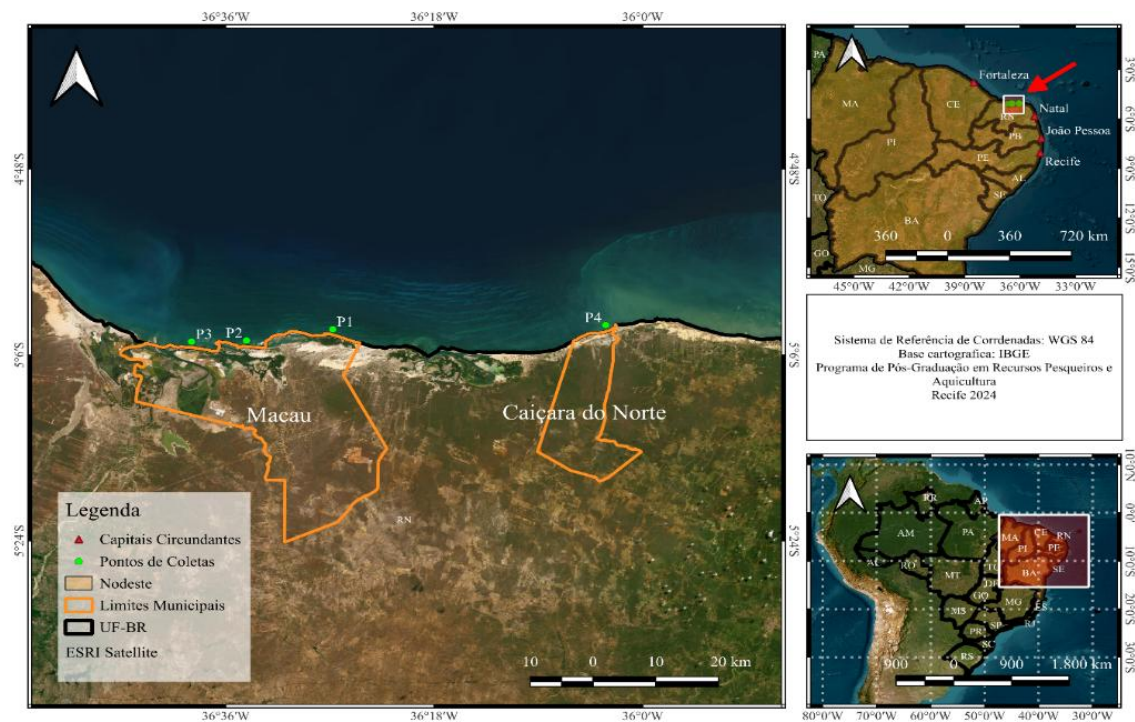 36°36'W 36°18'W 36°0'W
4°48'S
5°6'S
5°24'S
P3 P2 P1 P4
Macau Caiçara do Norte
RN
Legenda
Capitais Circundantes
Pontos de Coletas
Nodeste
Limites Municipais
UF-BR
ESRI Satellite
10 0 10 20 km
36°36'W 36°18'W 36°0'W
4°48'S
5°6'S
5°24'S
PA
Fortaleza
MA CE
Natal
RN
João Pessoa
PI PB
PE
Recife
AL
TO SE
BA
GO
MG
360 0 360 720 km
3°0'S
6°0'S
9°0'S
12°0'S
15°0'S
45°0'W 42°0'W 39°0'W 36°0'W 33°0'W
Sistema de Referência de Corrdenadas: WGS 84
Base cartografica: IBGE
Programa de Pós-Graduação em Recursos Pesqueiros e
Aquicultura
Recife 2024
RR AP
AM PA MA CE RN
PI PE
AC RO TO BA SE
MT DF
GO
MG ES
MS SP RJ
PR
SC
RS
900 0 900 1.800 km
10°0'N
0°0'
10°0'S
20°0'S
30°0'S
80°0'W 70°0'W 60°0'W 50°0'W 40°0'W 30°0'W